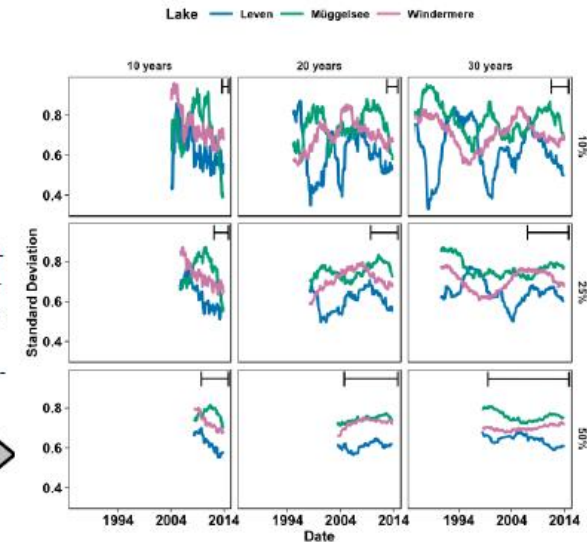 Lake Leven Müggelsee Windermere
10 years 20 years 30 years
0.8
0.6
0.4
10%
0.8
0.6
0.4
25%
0.8
0.6
0.4
50%
Standard Deviation
1994 2004 2014 1994 2004 2014 1994 2004 2014
Date